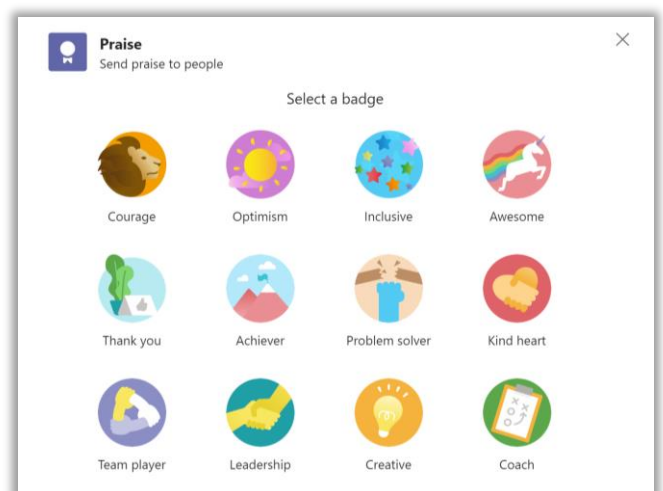 Praise
Send praise to people
Select a badge
Courage Optimism Inclusive Awesome
Thank you Achiever Problem solver Kind heart
Team player Leadership Creative Coach